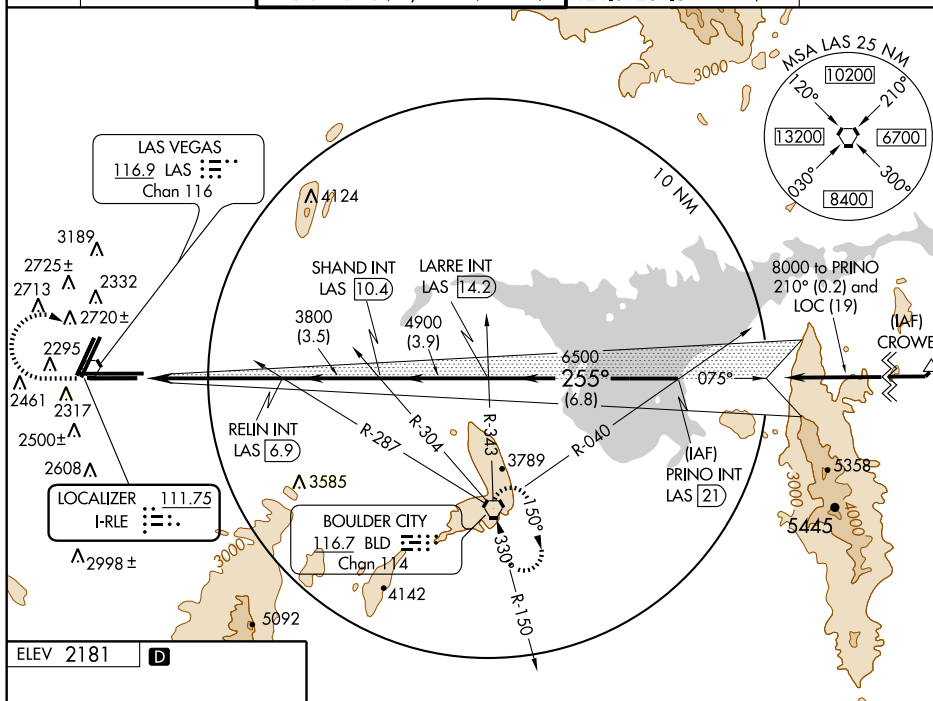 3000
MSA LAS 25 NM
120°
10200
210°
13200
6700
030°
8400
300°
LAS VEGAS
116.9 LAS
Chan 116
4124
10 NM
3189
2725±
2713
2332
2720±
2295
2461
2317
2500±
2608
SHAND INT
LAS 10.4
LARRE INT
LAS 14.2
8000 to PRINO
210° (0.2) and
LOC (19)
(IAF)
CROWE
3800
(3.5)
4900
(3.9)
6500
255°
(6.8)
075°
RELIN INT
LAS 6.9
R-287
R-304
R-343
R-040
(IAF)
PRINO INT
LAS 21
3789
3585
5358
3000
4000
5445
LOCALIZER 111.75
I-RLE
BOULDER CITY
116.7 BLD
Chan 114
150°
330°
R-150
2998 ±
3000
4142
5092
ELEV 2181
D